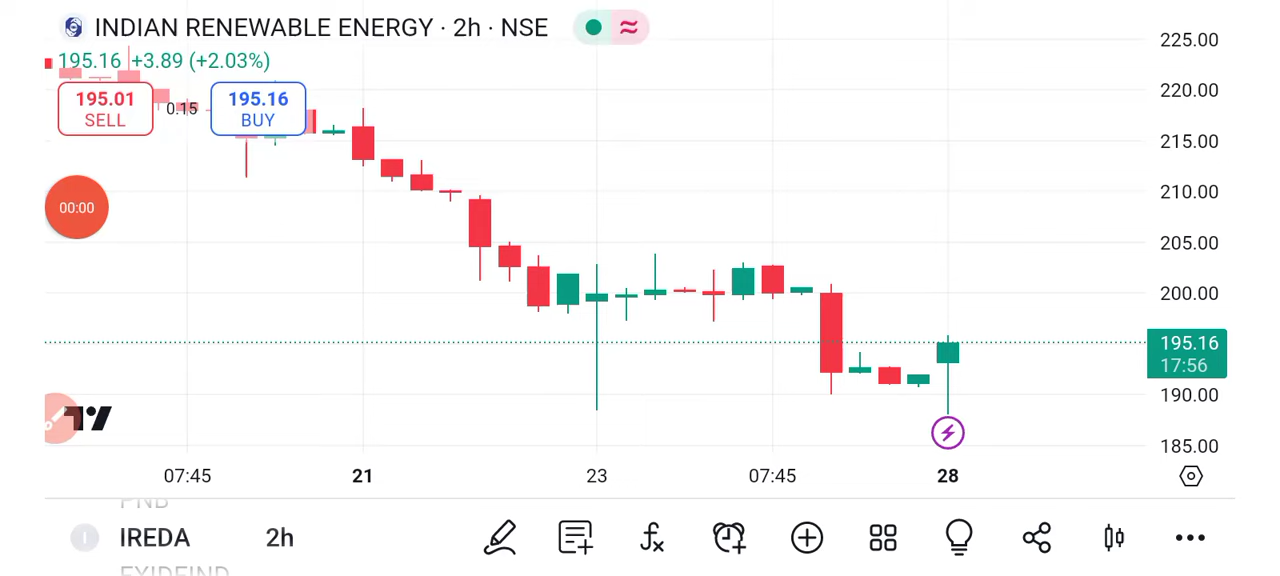 INDIAN RENEWABLE ENERGY · 2h · NSE
195.16 +3.89 (+2.03%)
195.01
SELL
0.15
195.16
BUY
00:00
225.00
220.00
215.00
210.00
205.00
200.00
195.16
17:56
190.00
185.00
07:45
21
23
07:45
28
PNB
I
IREDA
2h
EXIDEIND